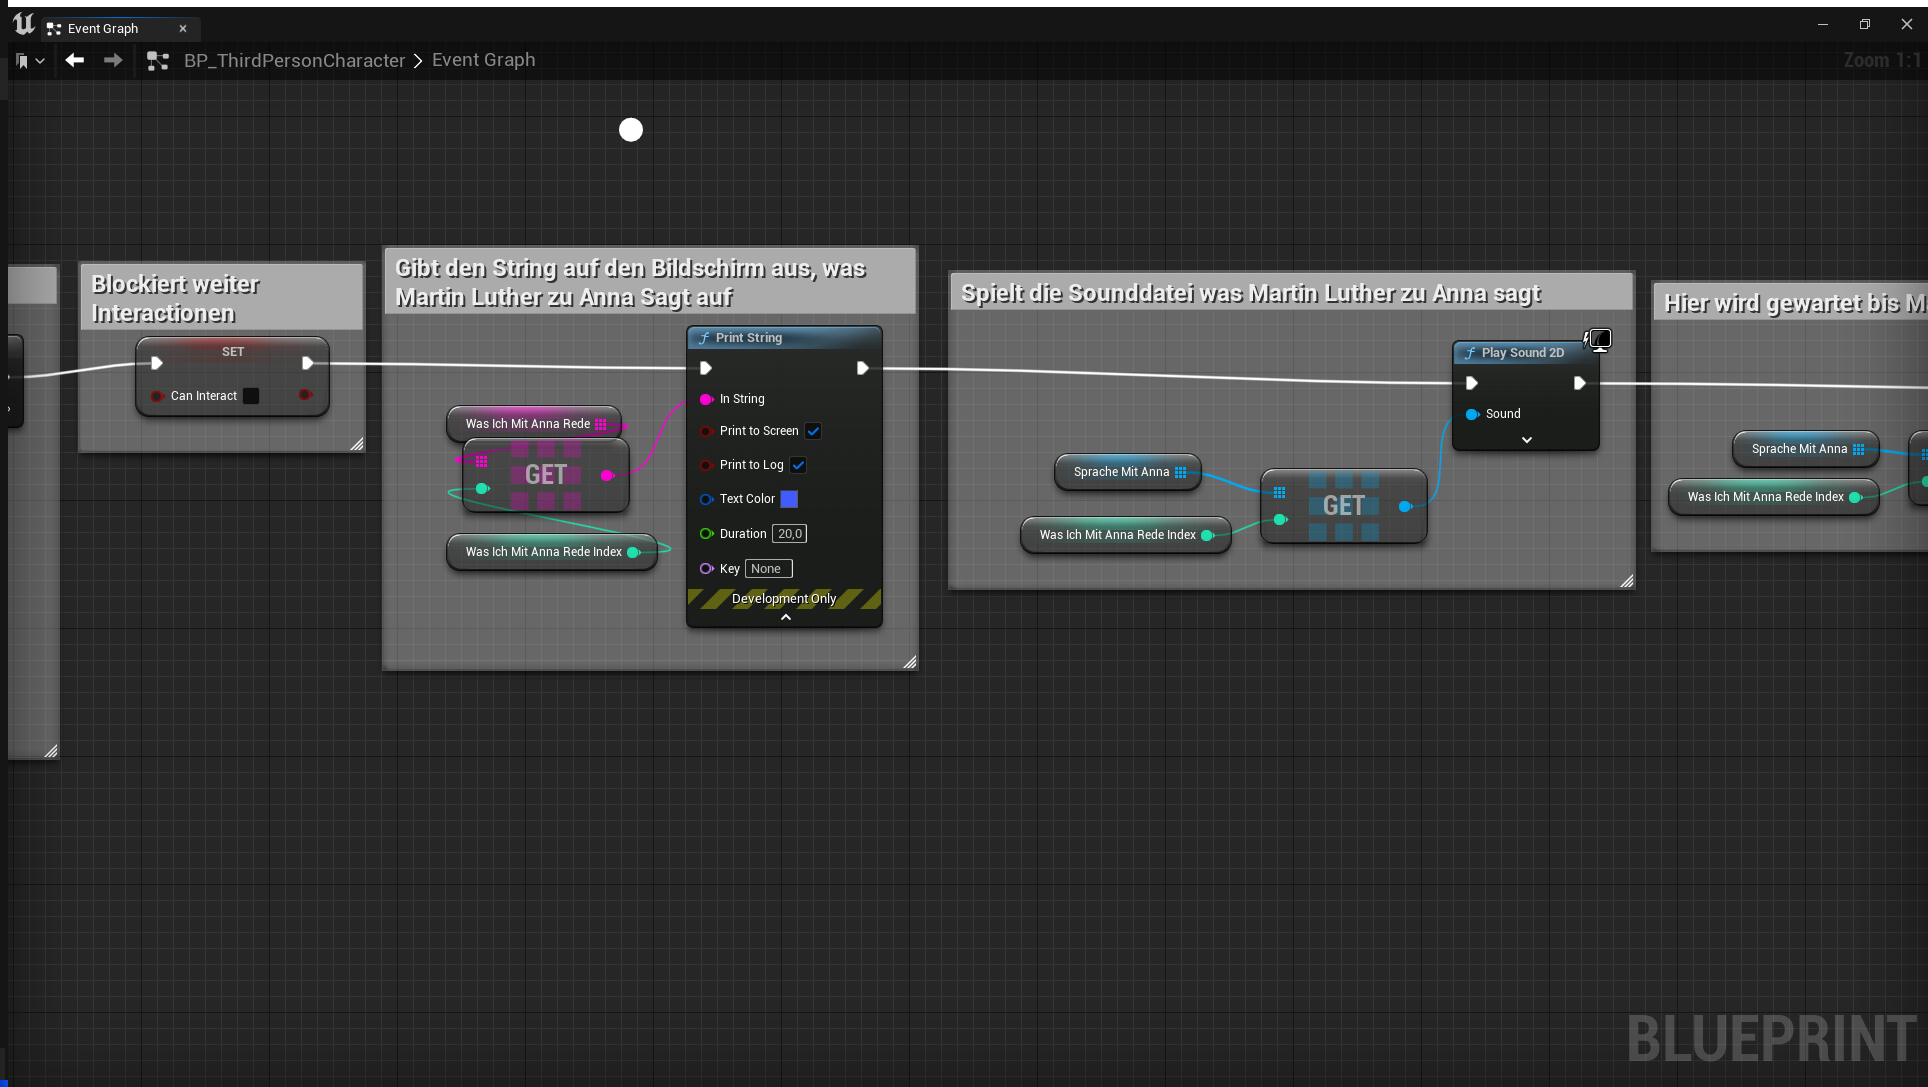 Event Graph
BP_ThirdPersonCharacter > Event Graph
Zoom 1:1
Blockiert weiter
Interactionen
SET
Can Interact
Gibt den String auf den Bildschirm aus, was
Martin Luther zu Anna Sagt auf
Print String
In String
Print to Screen
Print to Log
Text Color
Duration 20,0
Key None
Development Only
Was Ich Mit Anna Rede
GET
Was Ich Mit Anna Rede Index
Spielt die Sounddatei was Martin Luther zu Anna sagt
Play Sound 2D
Sound
Sprache Mit Anna
GET
Was Ich Mit Anna Rede Index
Hier wird gewartet bis
Sprache Mit Anna
Was Ich Mit Anna Rede Index
BLUEPRINT